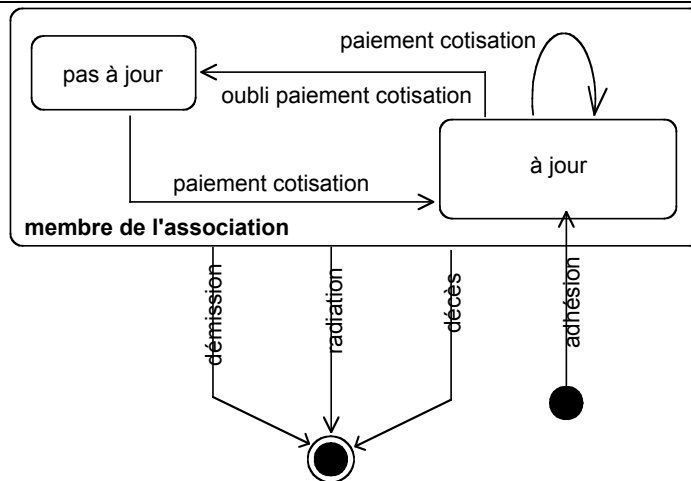 paiement cotisation
pas à jour
oubli paiement cotisation
à jour
paiement cotisation
membre de l'association
démission
radiation
décès
adhésion